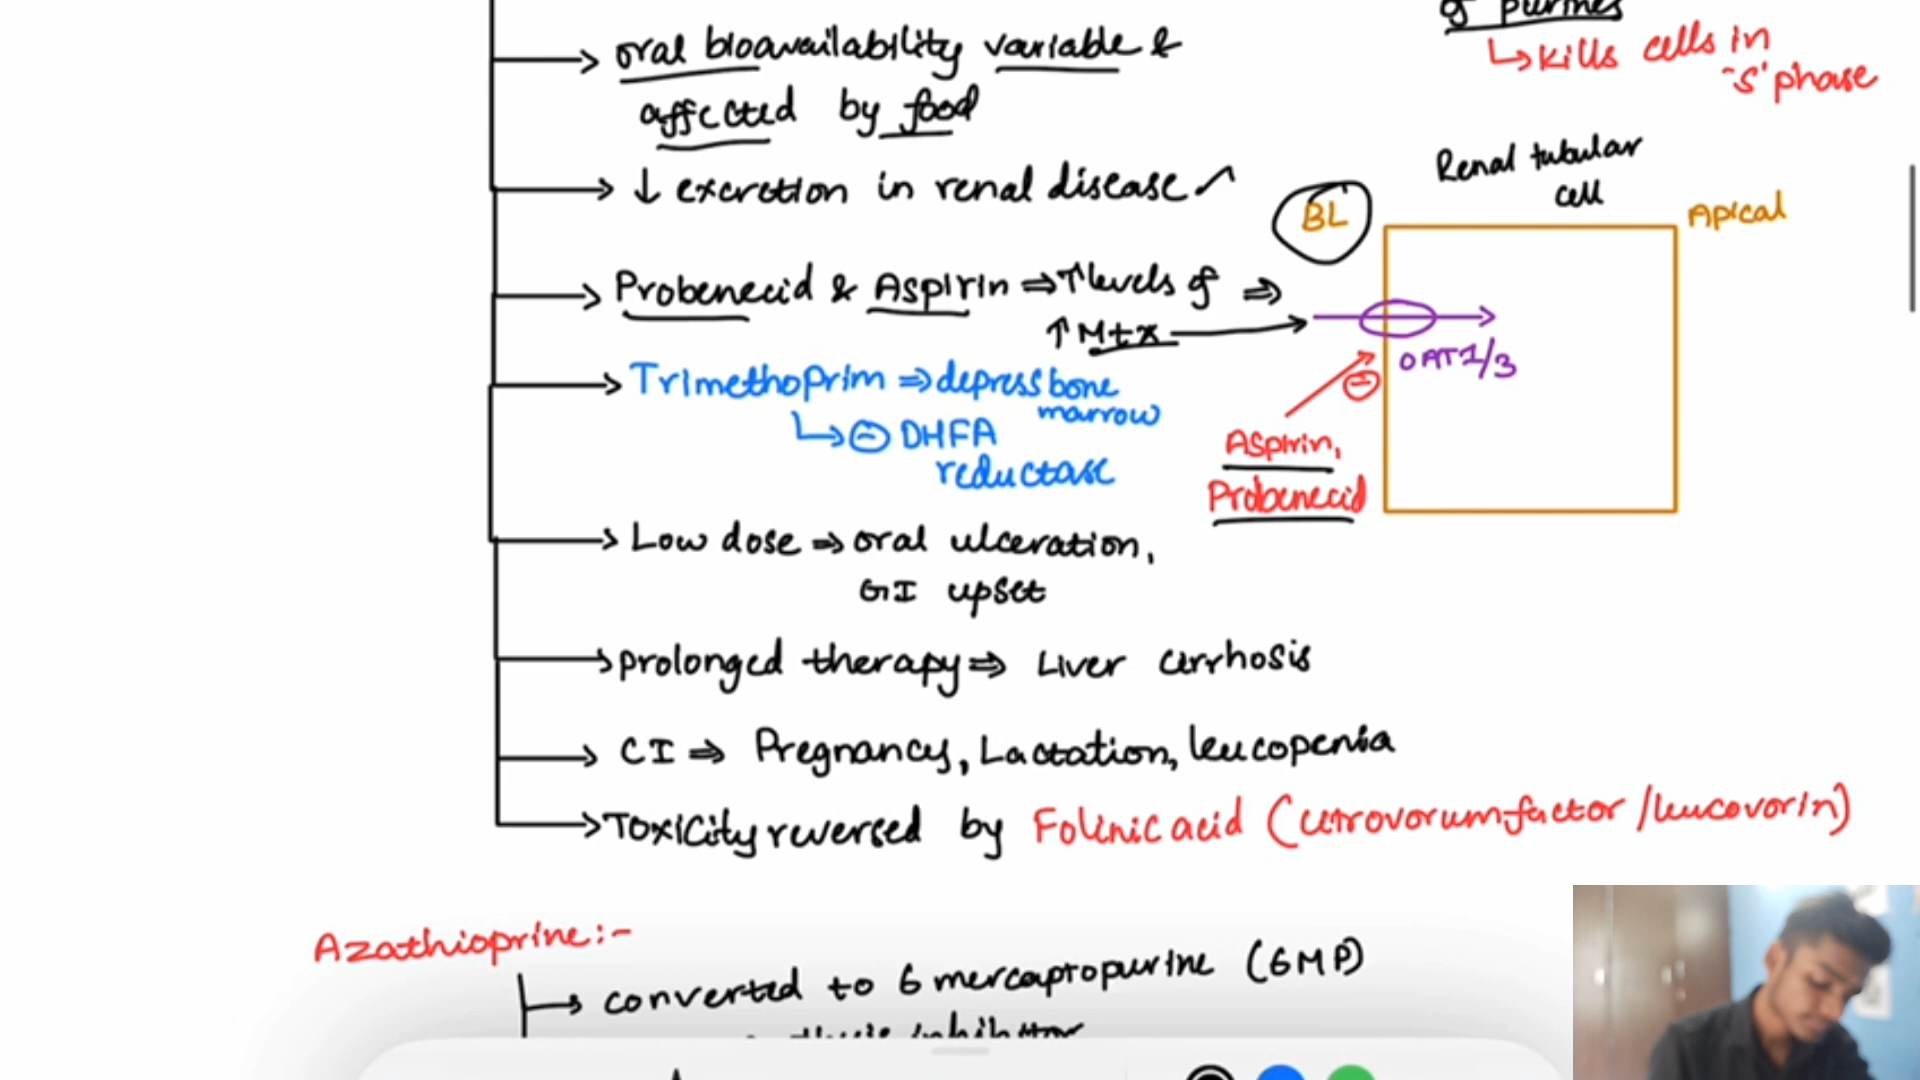 of purines
↳ kills cells in
's' phase
→ oral bioavailability variable &
affected by food
→ ↓ excretion in renal disease
Renal tubular
cell
BL
Apical
→ Probenecid & Aspirin ⇒ ↑levels of ⇒
↑ Mtx →
OAT1/3
→ Trimethoprim ⇒ depress bone
marrow
↳ ⊖ DHFA
reductase
⊖
Aspirin,
Probenecid
→ Low dose ⇒ oral ulceration,
GI upset
→ prolonged therapy ⇒ Liver cirrhosis
→ CI ⇒ Pregnancy, Lactation, leucopenia
→ Toxicity reversed by Folinic acid (citrovorum factor / leucovorin)
Azathioprine:-
→ converted to 6 mercaptopurine (6MP)
inhibitor